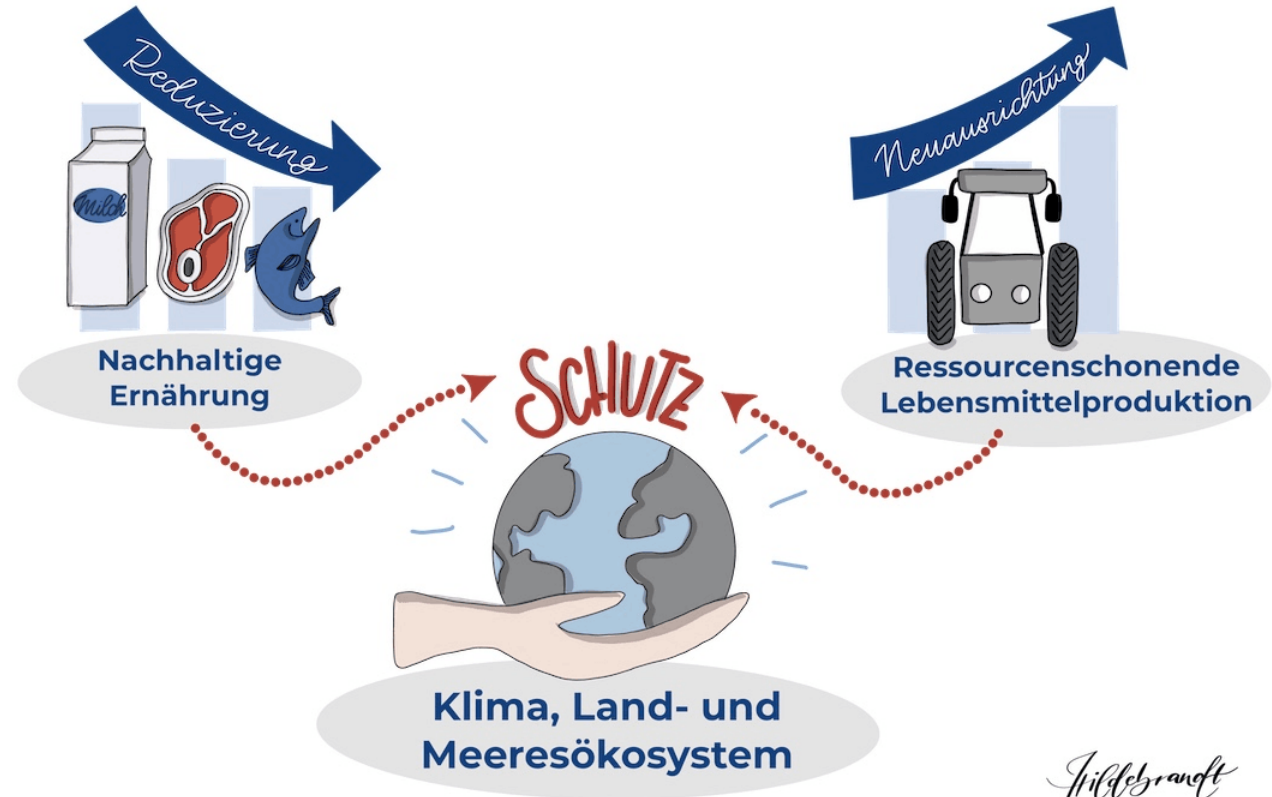 Reduzierung
Milch
Nachhaltige
Ernährung
Neuausrichtung
Ressourcenschonende
Lebensmittelproduktion
SCHUTZ
Klima, Land- und
Meeresökosystem
Hildebrandt